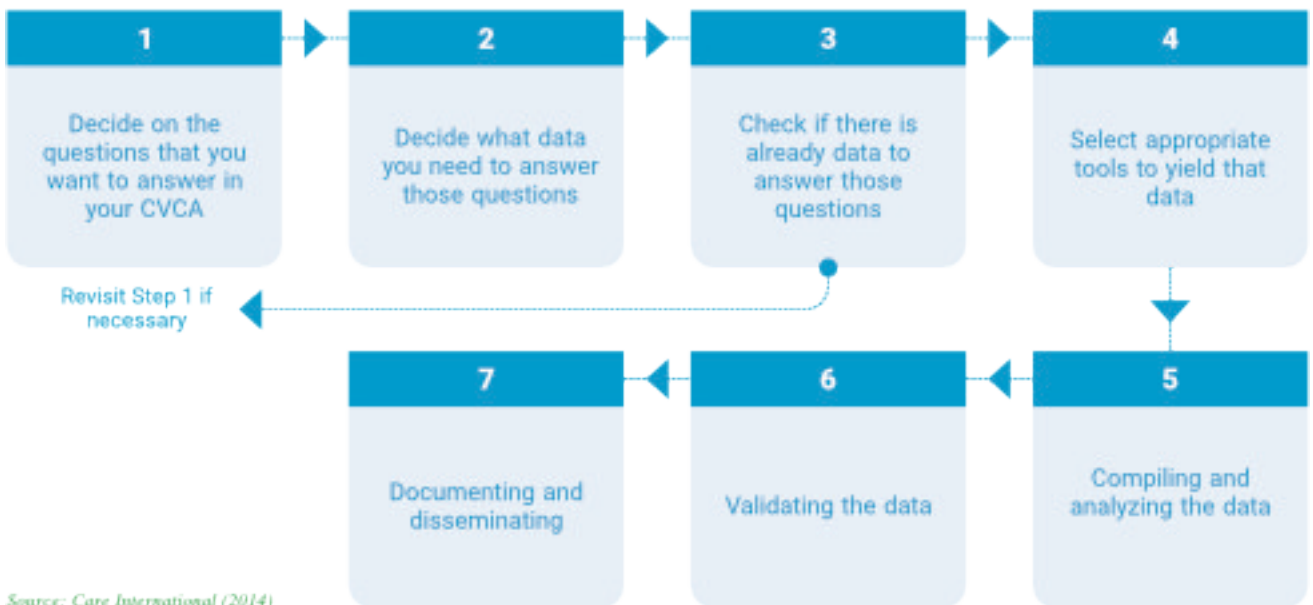 1
Decide on the
questions that you
want to answer in
your CVCA
2
Decide what data
you need to answer
those questions
3
Check if there is
already data to
answer those
questions
4
Select appropriate
tools to yield that
data
Revisit Step 1 if
necessary
5
Compiling and
analyzing the data
6
Validating the data
7
Documenting and
disseminating
Source: Care International (2014)